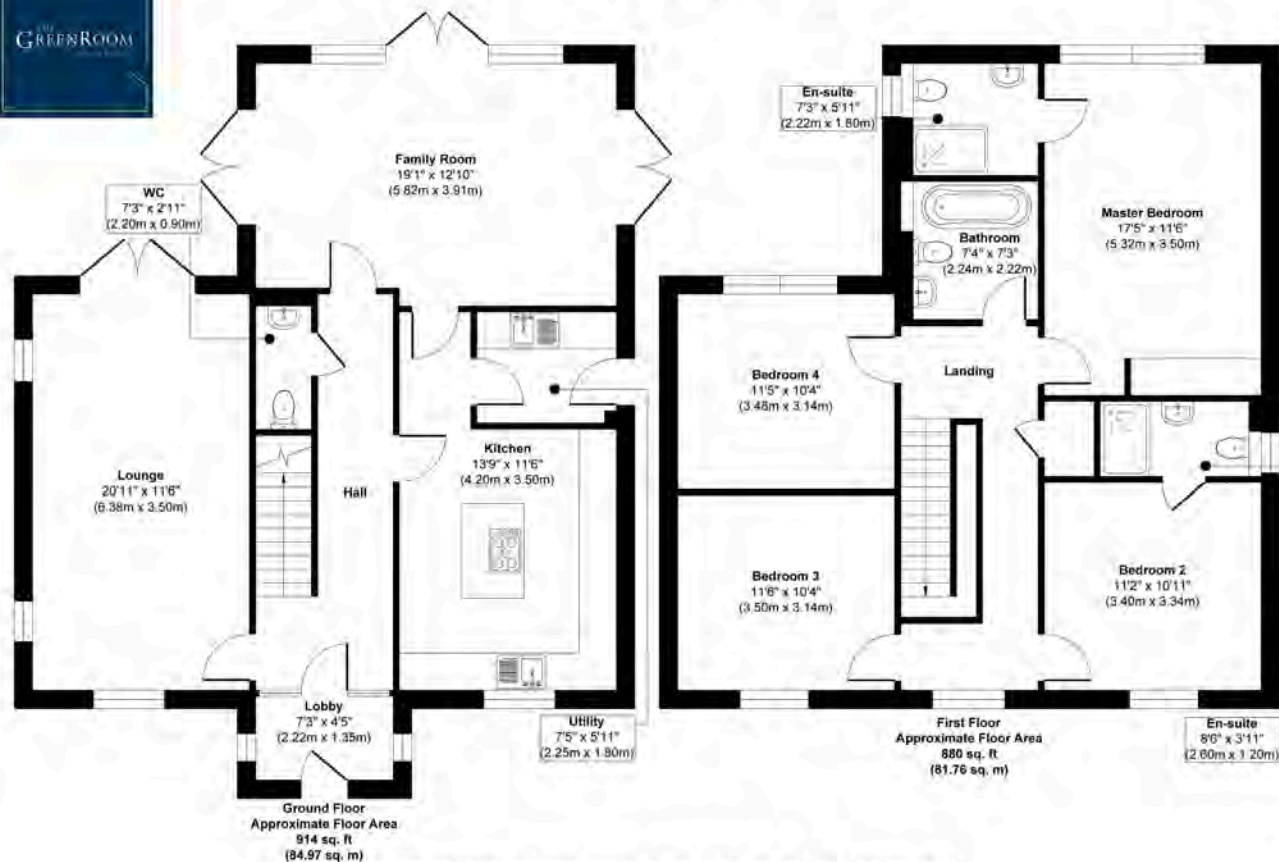 THE
GREENROOM
WC
7'3" x 2'11"
(2.20m x 0.90m)
Family Room
19'1" x 12'10"
(5.82m x 3.91m)
Lounge
20'11" x 11'6"
(6.38m x 3.50m)
Hall
Kitchen
13'9" x 11'6"
(4.20m x 3.50m)
Lobby
7'3" x 4'5"
(2.22m x 1.35m)
Utility
7'5" x 5'11"
(2.25m x 1.80m)
Ground Floor
Approximate Floor Area
914 sq. ft
(84.97 sq. m)
En-suite
7'3" x 5'11"
(2.22m x 1.80m)
Master Bedroom
17'5" x 11'6"
(5.32m x 3.50m)
Bathroom
7'4" x 7'3"
(2.24m x 2.22m)
Bedroom 4
11'5" x 10'4"
(3.48m x 3.14m)
Landing
Bedroom 3
11'6" x 10'4"
(3.50m x 3.14m)
Bedroom 2
11'2" x 10'11"
(3.40m x 3.34m)
First Floor
Approximate Floor Area
880 sq. ft
(81.76 sq. m)
En-suite
8'6" x 3'11"
(2.60m x 1.20m)